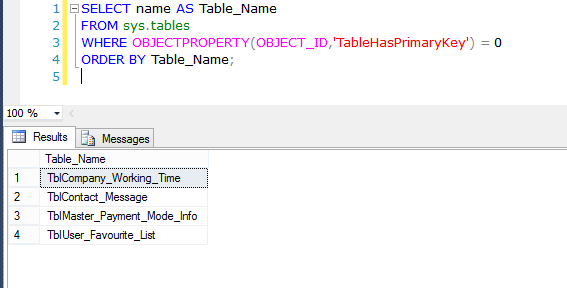 1 SELECT name AS Table_Name
2 FROM sys.tables
3 WHERE OBJECTPROPERTY(OBJECT_ID,'TableHasPrimaryKey') = 0
4 ORDER BY Table_Name;
5
100 %
Results Messages
Table_Name
1 TblCompany_Working_Time
2 TblContact_Message
3 TblMaster_Payment_Mode_Info
4 TblUser_Favourite_List